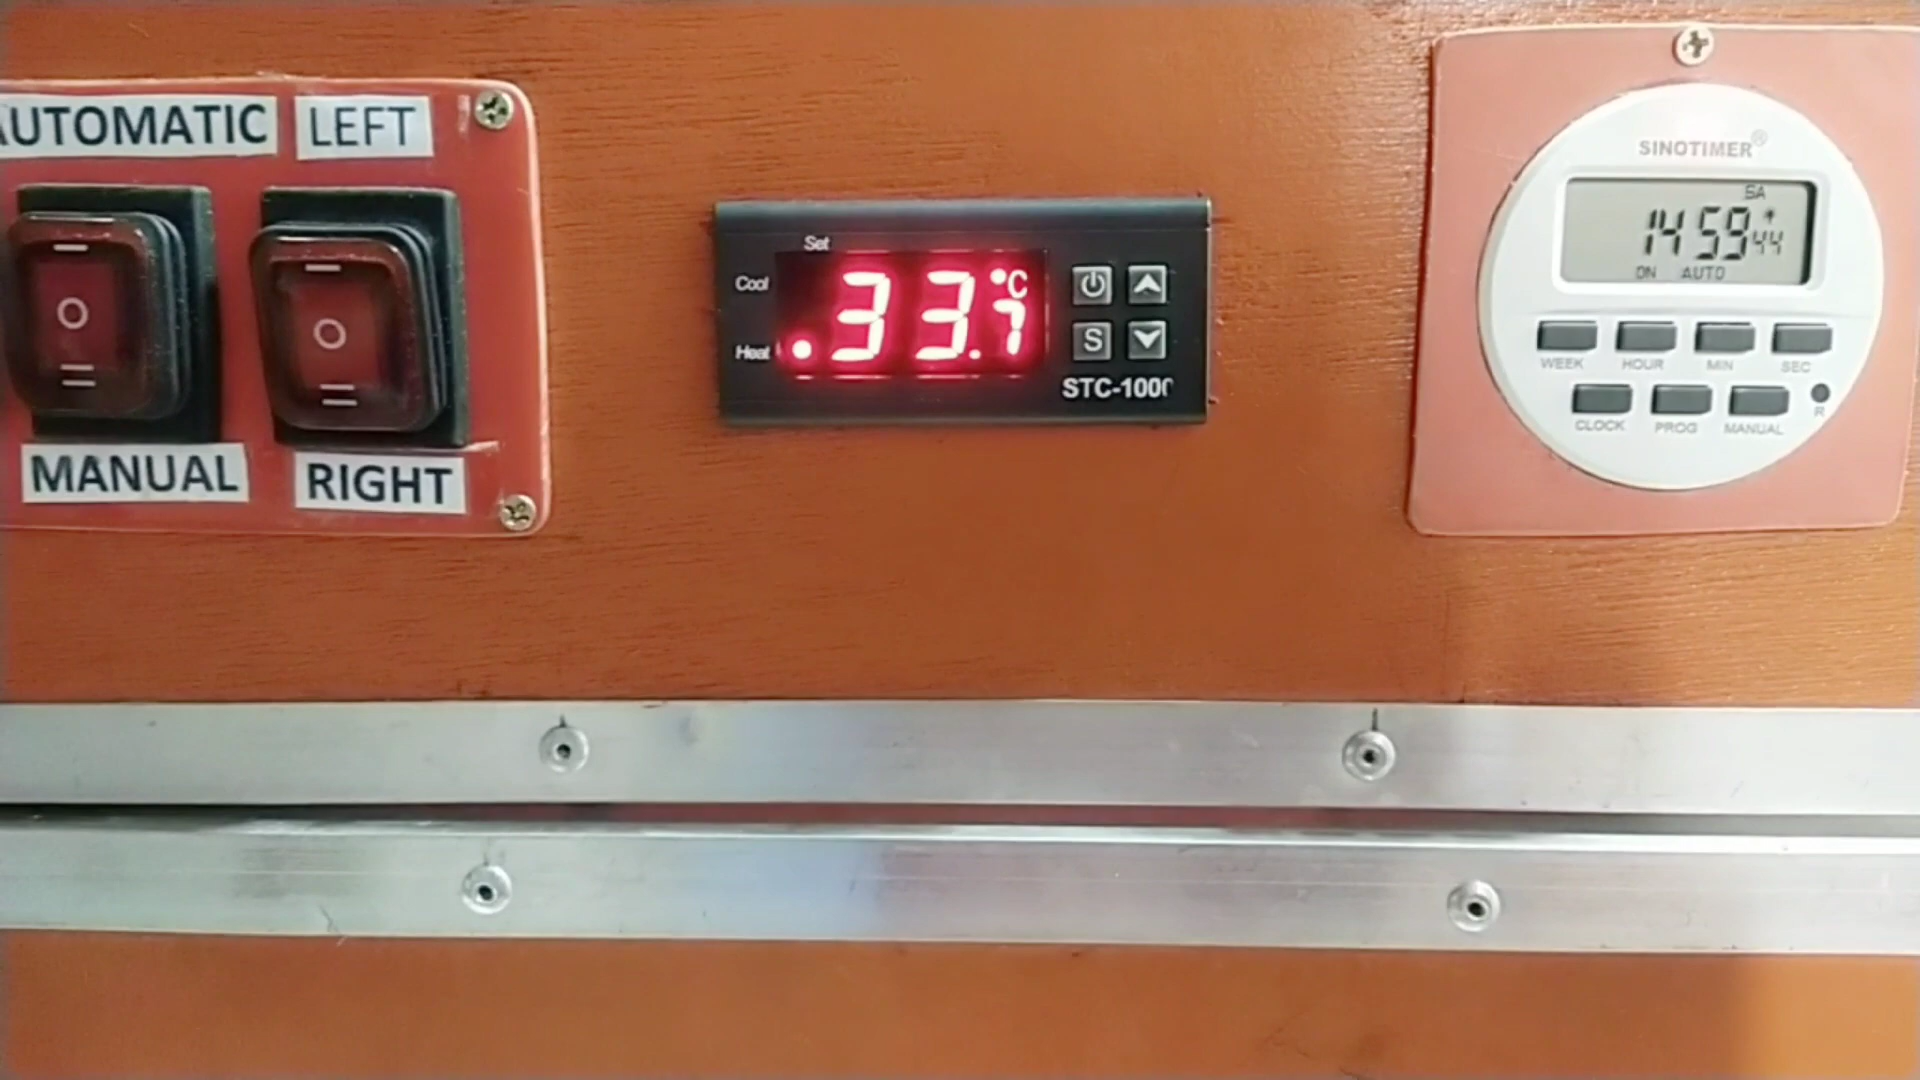 AUTOMATIC LEFT
MANUAL RIGHT
Set
Cool
Heat
33.7 °C
S
STC-1000
SINOTIMER®
SA
14 59 44
ON AUTO
WEEK HOUR MIN SEC
CLOCK PROG MANUAL R